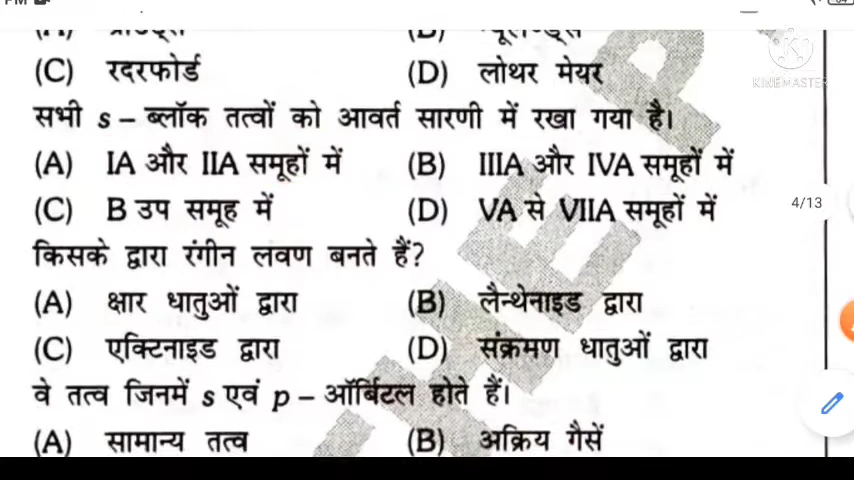 PM
(C) रदरफोर्ड (D) लोथर मेयर
KINEMASTER
सभी s – ब्लॉक तत्वों को आवर्त सारणी में रखा गया है।
(A) IA और IIA समूहों में (B) IIIA और IVA समूहों में
(C) B उप समूह में (D) VA से VIIA समूहों में
4/13
किसके द्वारा रंगीन लवण बनते हैं?
(A) क्षार धातुओं द्वारा (B) लैन्थेनाइड द्वारा
(C) एक्टिनाइड द्वारा (D) संक्रमण धातुओं द्वारा
वे तत्व जिनमें s एवं p – ऑर्बिटल होते हैं।
(A) सामान्य तत्व (B) अक्रिय गैसें